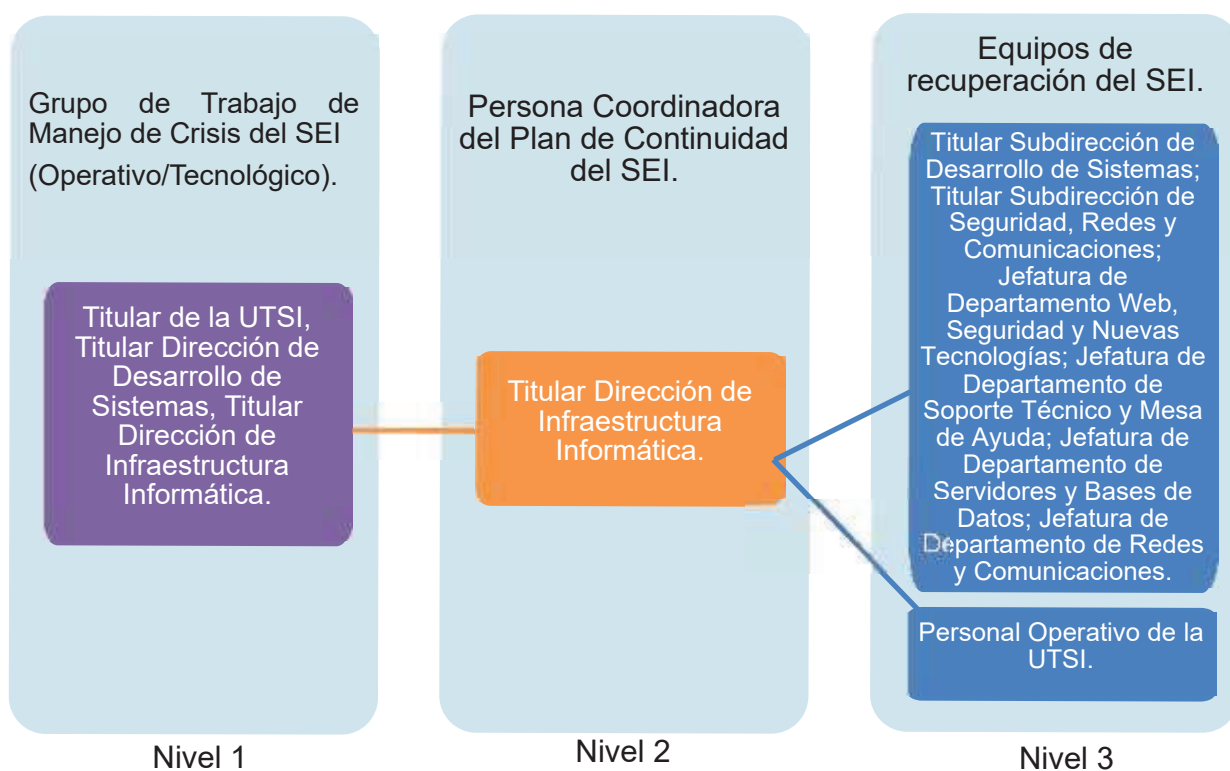 Grupo de Trabajo de
Manejo de Crisis del SEI
(Operativo/Tecnológico).
Titular de la UTSI,
Titular Dirección de
Desarrollo de
Sistemas, Titular
Dirección de
Infraestructura
Informática.
Nivel 1
Persona Coordinadora
del Plan de Continuidad
del SEI.
Titular Dirección de
Infraestructura
Informática.
Nivel 2
Equipos de
recuperación del SEI.
Titular Subdirección de
Desarrollo de Sistemas;
Titular Subdirección de
Seguridad, Redes y
Comunicaciones;
Jefatura de
Departamento Web,
Seguridad y Nuevas
Tecnologías; Jefatura de
Departamento de
Soporte Técnico y Mesa
de Ayuda; Jefatura de
Departamento de
Servidores y Bases de
Datos; Jefatura de
Departamento de Redes
y Comunicaciones.
Personal Operativo de la
UTSI.
Nivel 3